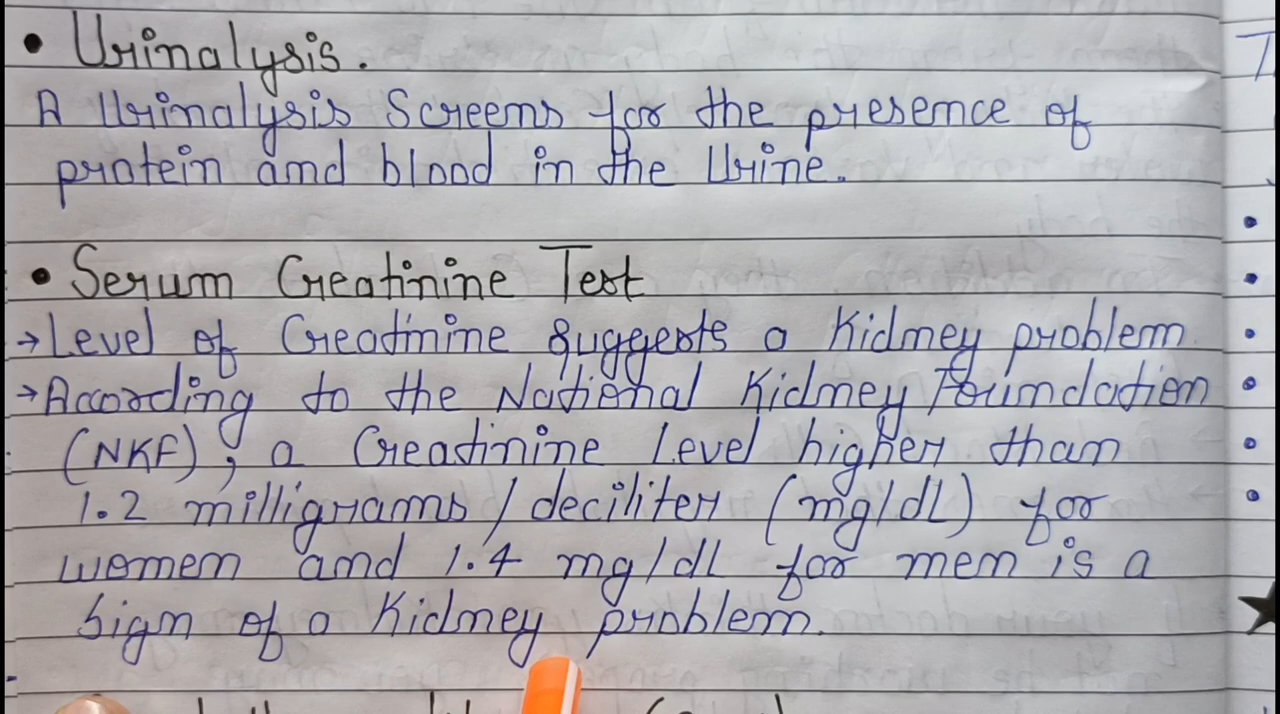 • Urinalysis.
A Urinalysis Screens for the presence of
protein and blood in the Urine.
• Serum Creatinine Test
→ Level of Creatinine Suggests a Kidney problem
→ According to the National Kidney Foundation
(NKF), a Creatinine Level higher than
1.2 milligrams/deciliter (mg/dL) for
women and 1.4 mg/dL for men is a
Sign of a Kidney problem.